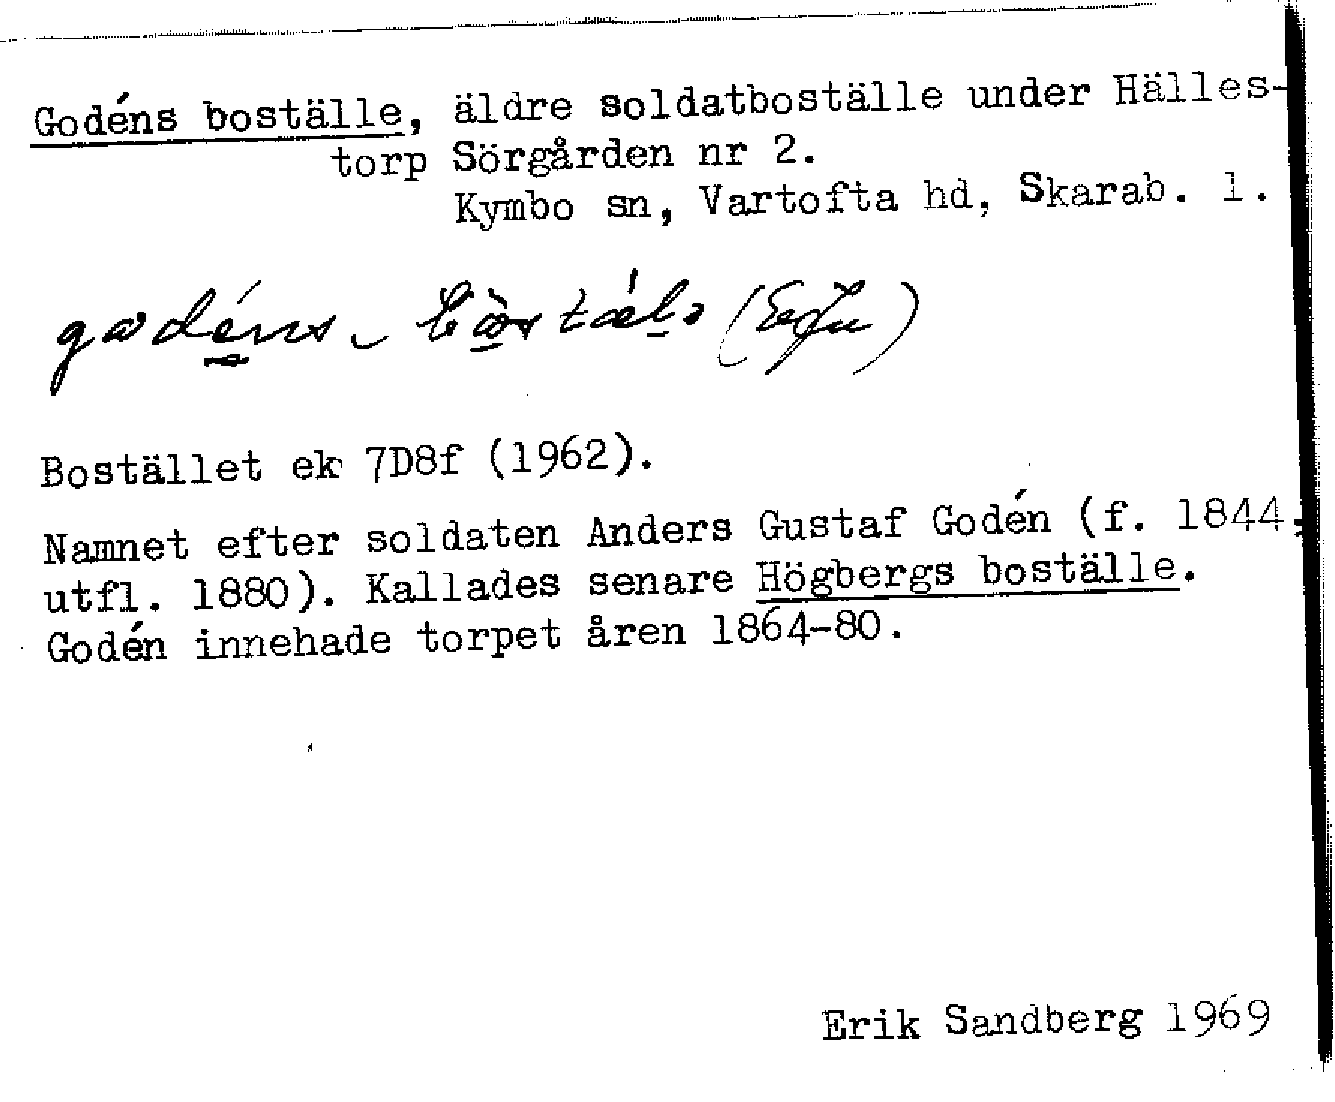 Godéns boställe, äldre soldatboställe under Hälles-
torp Sörgården nr 2.
Kymbo sn, Vartofta hd, Skarab. l.
Bostället ek 7D8f (1962).
Namnet efter soldaten Anders Gustaf Godén (f. 1844,
utfl. 1880). Kallades senare Högbergs boställe.
Godén innehade torpet åren 1864-80.
Erik Sandberg 1969